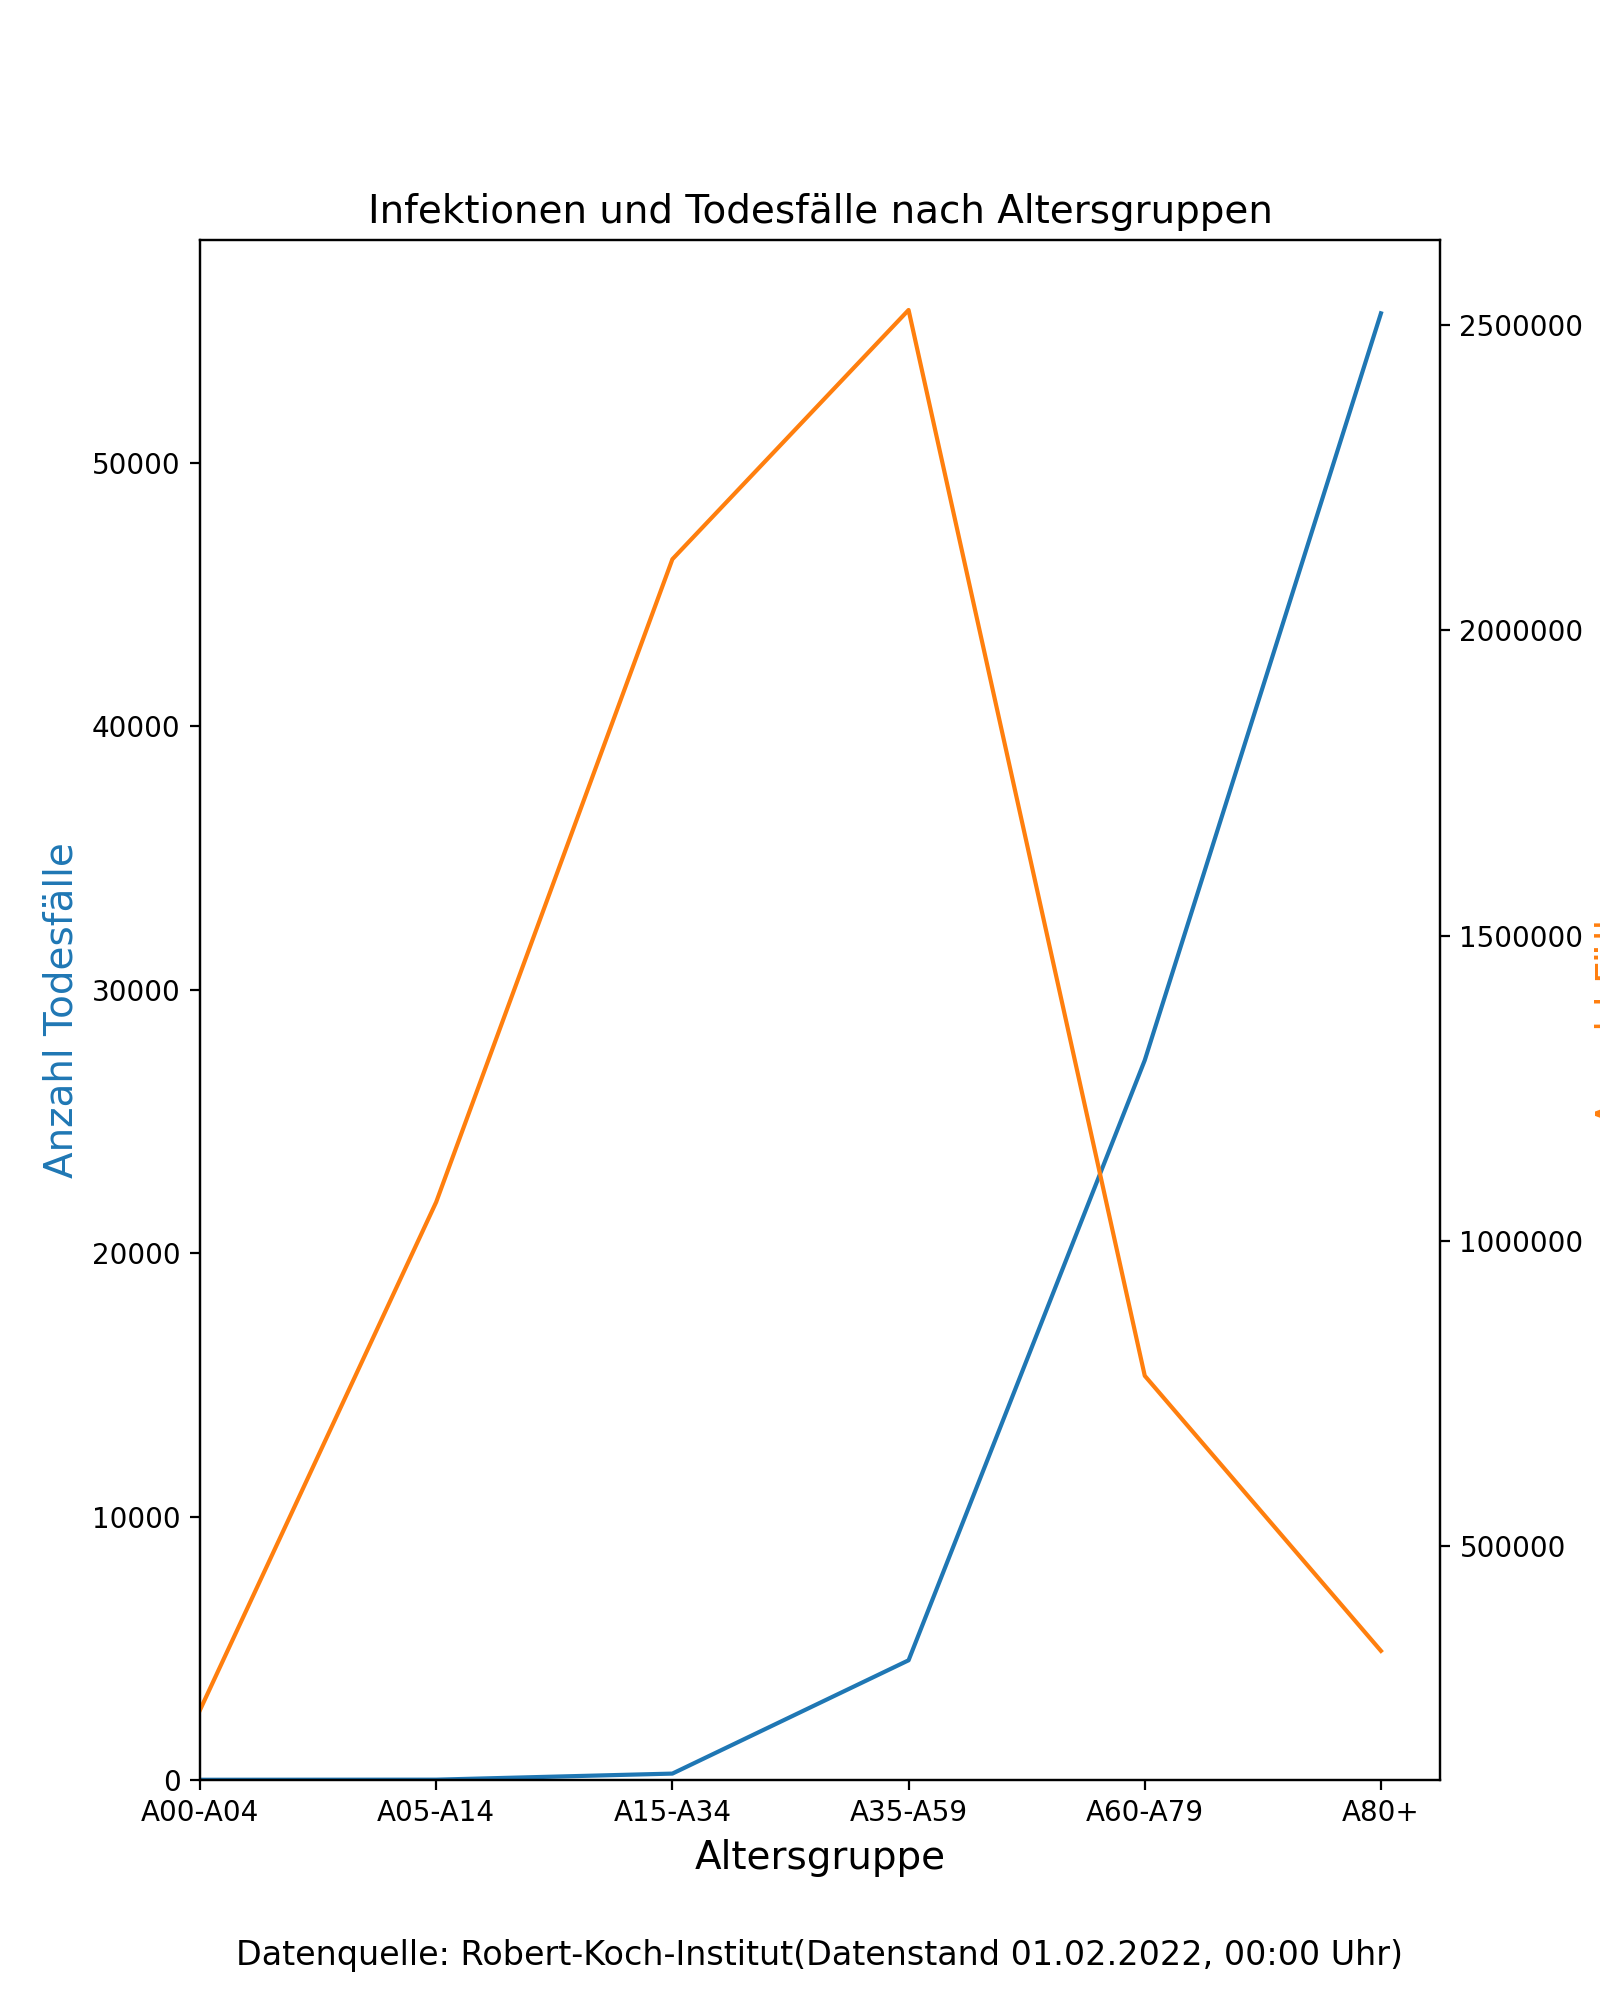 Infektionen und Todesfälle nach Altersgruppen
50000
40000
30000
20000
10000
0
Anzahl Todesfälle
2500000
2000000
1500000
1000000
500000
A00-A04 A05-A14 A15-A34 A35-A59 A60-A79 A80+
Altersgruppe
Datenquelle: Robert-Koch-Institut(Datenstand 01.02.2022, 00:00 Uhr)